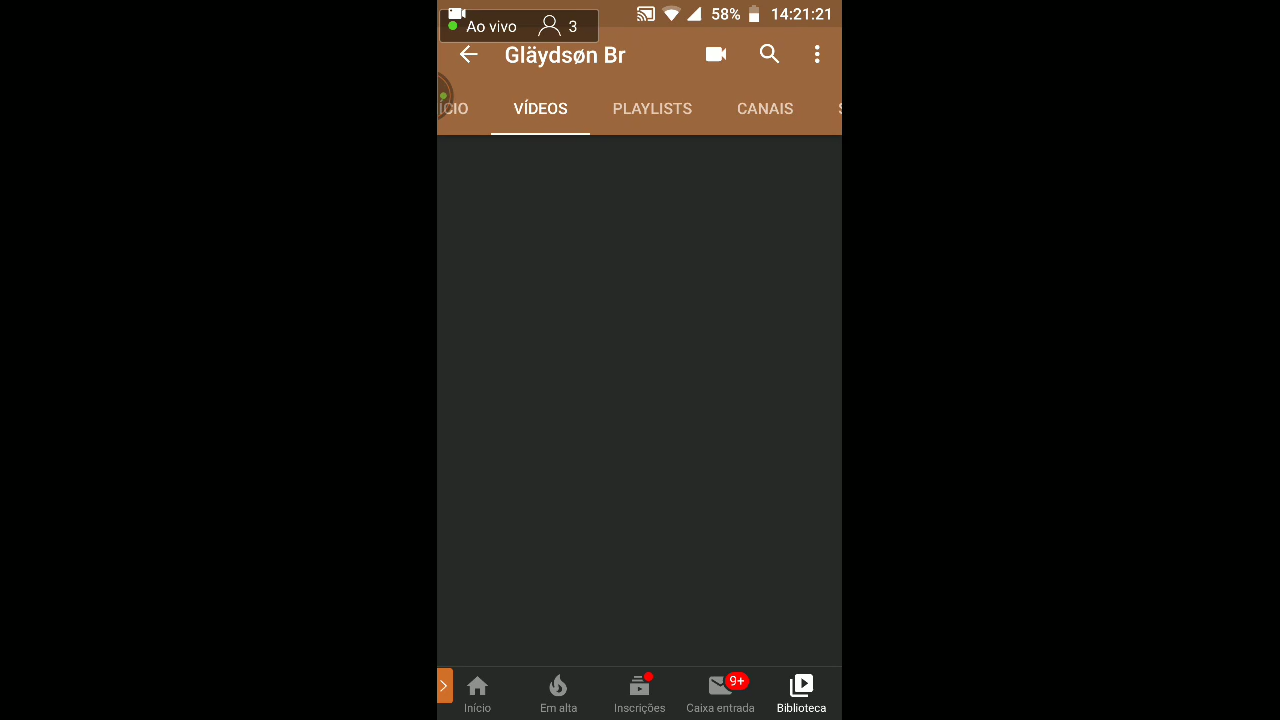 Ao vivo 3
58% 14:21:21
Gläydsøn Br
ÍCIO VÍDEOS PLAYLISTS CANAIS
9+
Início Em alta Inscrições Caixa entrada Biblioteca